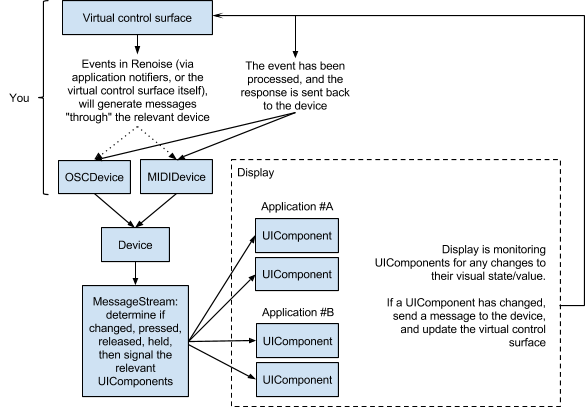 Virtual control surface
Events in Renoise (via
application notifiers, or the
virtual control surface itself),
will generate messages
"through" the relevant device
The event has been
processed, and the
response is sent back
to the device
You
OSCDevice
MIDIDevice
Device
MessageStream:
determine if
changed, pressed,
released, held,
then signal the
relevant
UIComponents
Display
Application #A
UIComponent
UIComponent
Application #B
UIComponent
UIComponent
Display is monitoring
UIComponents for any changes to
their visual state/value.
If a UIComponent has changed,
send a message to the device,
and update the virtual control
surface